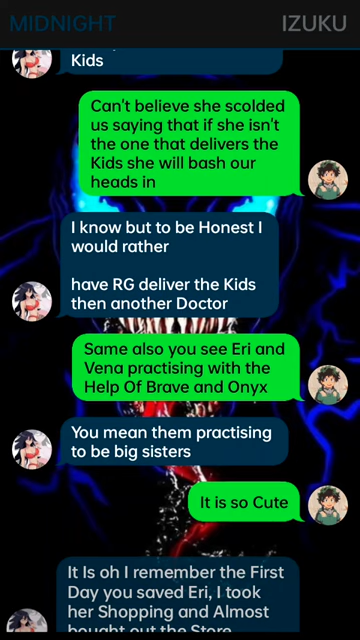 MIDNIGHT IZUKU
Kids
Can't believe she scolded
us saying that if she isn't
the one that delivers the
Kids she will bash our
heads in
I know but to be Honest I
would rather
have RG deliver the Kids
then another Doctor
Same also you see Eri and
Vena practising with the
Help Of Brave and Onyx
You mean them practising
to be big sisters
It is so Cute
It Is oh I remember the First
Day you saved Eri, I took
her Shopping and Almost
bought out the Store